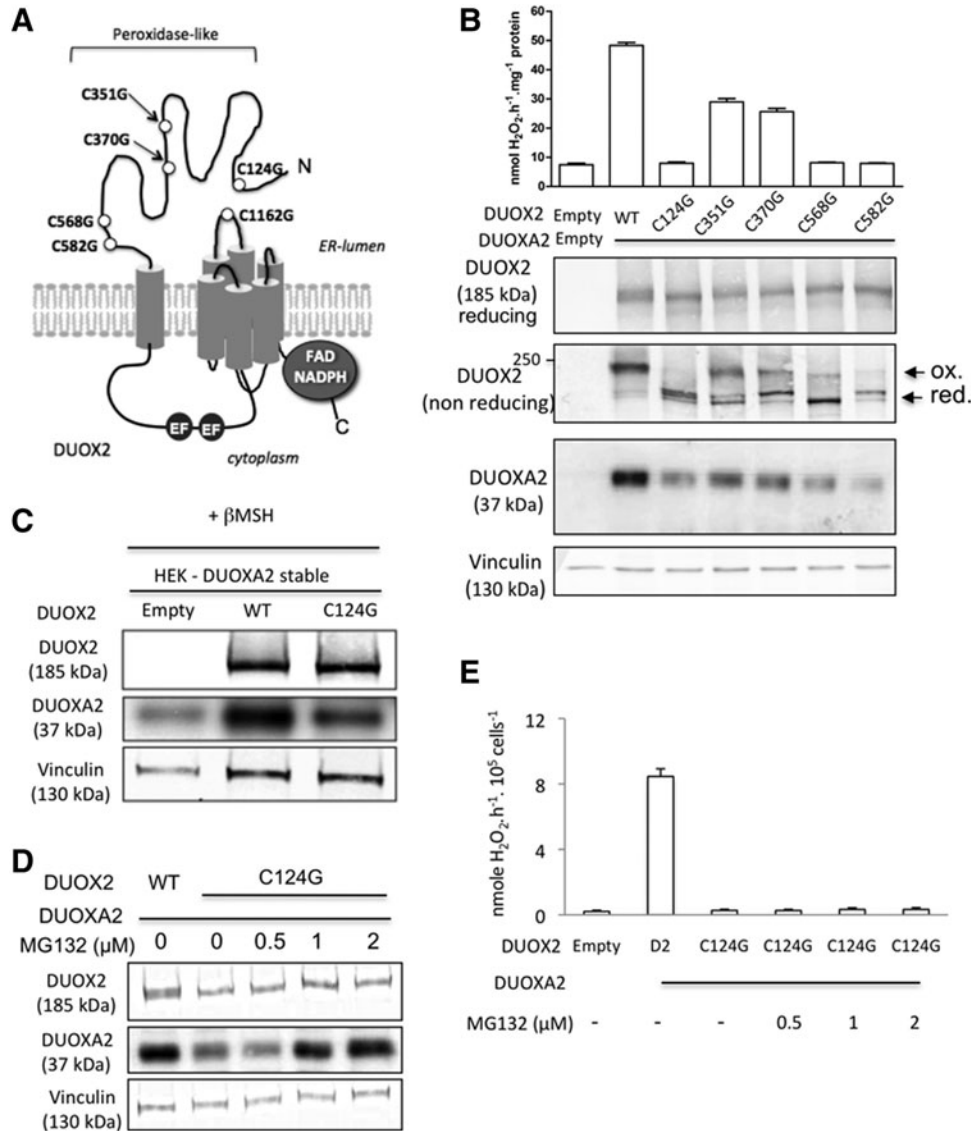 A
Peroxidase-like
C351G
C370G
C124G
N
C568G
C582G
C1162G
ER-lumen
FAD
NADPH
C
EF EF
DUOX2
cytoplasm
B
nmol H₂O₂.h⁻¹.mg⁻¹ protein
60
50
40
30
20
10
0
DUOX2 Empty WT C124G C351G C370G C568G C582G
DUOXA2 Empty
DUOX2
(185 kDa)
reducing
250
DUOX2
(non reducing)
ox.
red.
DUOXA2
(37 kDa)
Vinculin
(130 kDa)
C
+ βMSH
HEK - DUOXA2 stable
DUOX2 Empty WT C124G
DUOX2
(185 kDa)
DUOXA2
(37 kDa)
Vinculin
(130 kDa)
D
DUOX2 WT C124G
DUOXA2
MG132 (μM) 0 0 0.5 1 2
DUOX2
(185 kDa)
DUOXA2
(37 kDa)
Vinculin
(130 kDa)
E
nmole H₂O₂.h⁻¹. 10⁵ cells⁻¹
12
8
4
0
DUOX2 Empty D2 C124G C124G C124G C124G
DUOXA2
MG132 (μM) - - - 0.5 1 2